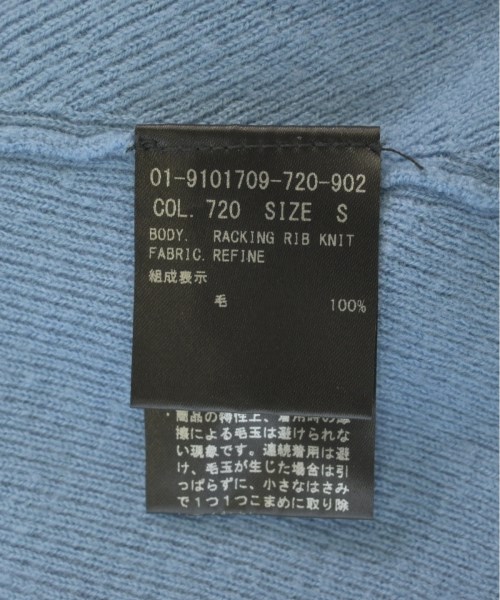 01-9101709-720-902
COL. 720 SIZE S
BODY. RACKING RIB KNIT
FABRIC. REFINE
組成表示
毛 100%
・商品の特性上、着用時の摩
擦による毛玉は避けられな
い現象です。連続着用は避
け、毛玉が生じた場合は引
っぱらずに、小さなはさみ
で1つ1つこまめに取り除